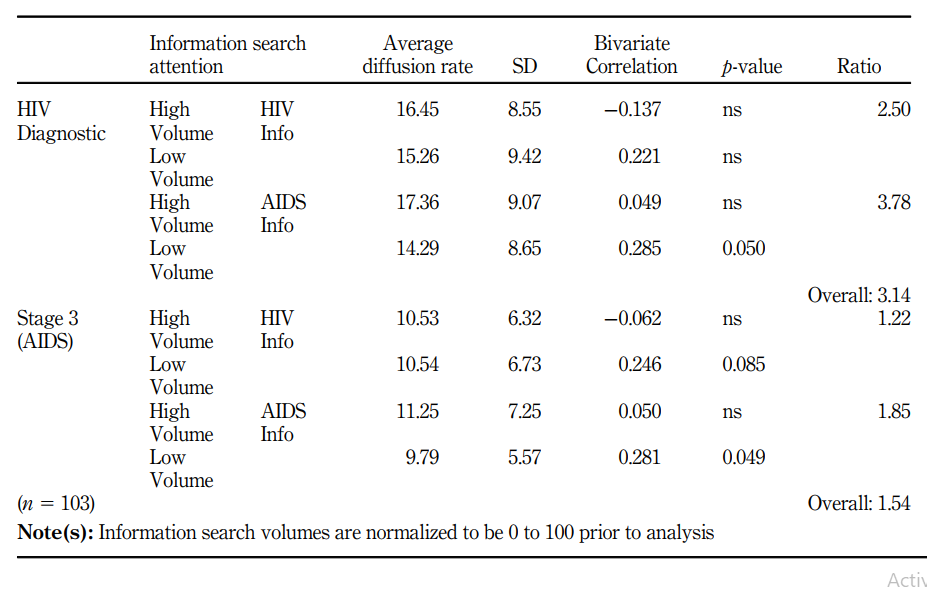 Information search attention Average diffusion rate SD Bivariate Correlation p-value Ratio
HIV Diagnostic High Volume HIV Info 16.45 8.55 −0.137 ns 2.50
Low Volume 15.26 9.42 0.221 ns
High Volume AIDS Info 17.36 9.07 0.049 ns 3.78
Low Volume 14.29 8.65 0.285 0.050
Overall: 3.14
Stage 3 (AIDS) High Volume HIV Info 10.53 6.32 −0.062 ns 1.22
Low Volume 10.54 6.73 0.246 0.085
High Volume AIDS Info 11.25 7.25 0.050 ns 1.85
Low Volume 9.79 5.57 0.281 0.049
(n = 103) Overall: 1.54
Note(s): Information search volumes are normalized to be 0 to 100 prior to analysis
Activ